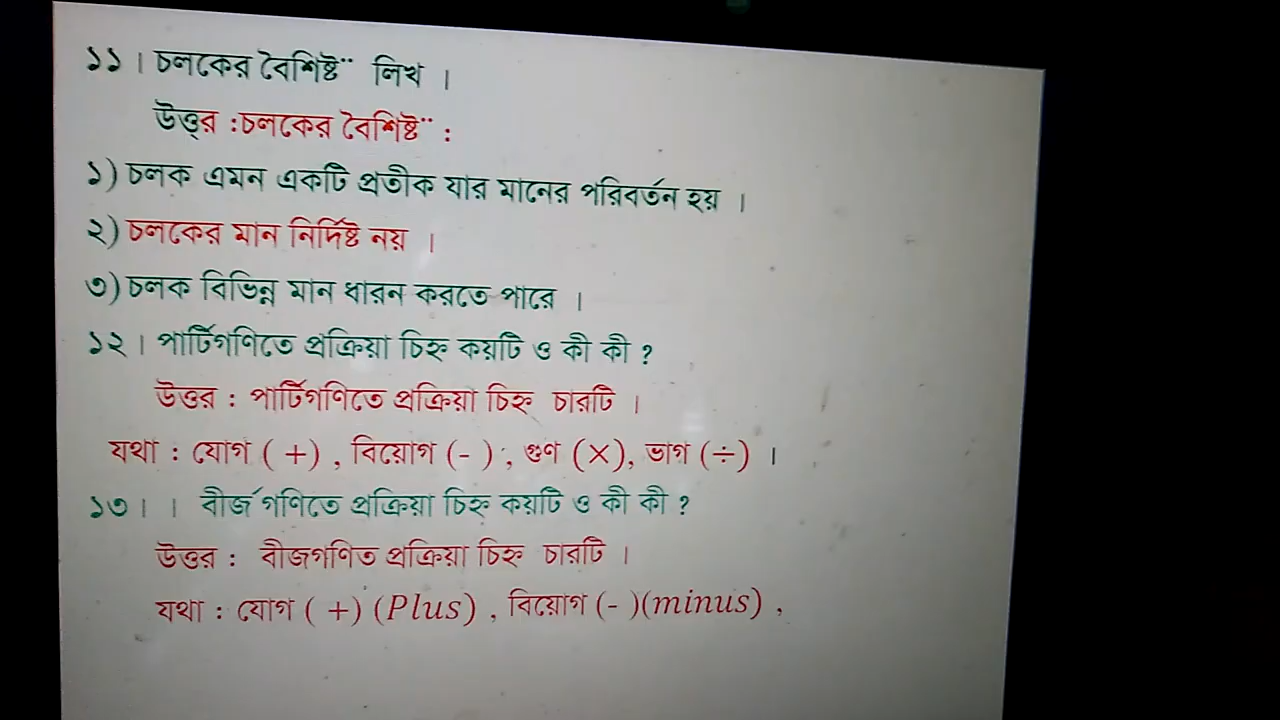 ১১। চলকের বৈশিষ্ট¨ লিখ ।
উত্ত্র :চলকের বৈশিষ্ট¨ :
১) চলক এমন একটি প্রতীক যার মানের পরিবর্তন হয় ।
২) চলকের মান নির্দিষ্ট নয় ।
৩) চলক বিভিন্ন মান ধারন করতে পারে ।
১২। পার্টিগণিতে প্রক্রিয়া চিহ্ন কয়টি ও কী কী ?
উত্তর : পার্টিগণিতে প্রক্রিয়া চিহ্ন চারটি ।
যথা : যোগ ( +) , বিয়োগ (- ) , গুণ (×), ভাগ (÷) ।
১৩। । বীর্জগণিতে প্রক্রিয়া চিহ্ন কয়টি ও কী কী ?
উত্তর : বীজগণিত প্রক্রিয়া চিহ্ন চারটি ।
যথা : যোগ ( +) (Plus) , বিয়োগ (- )(minus) ,